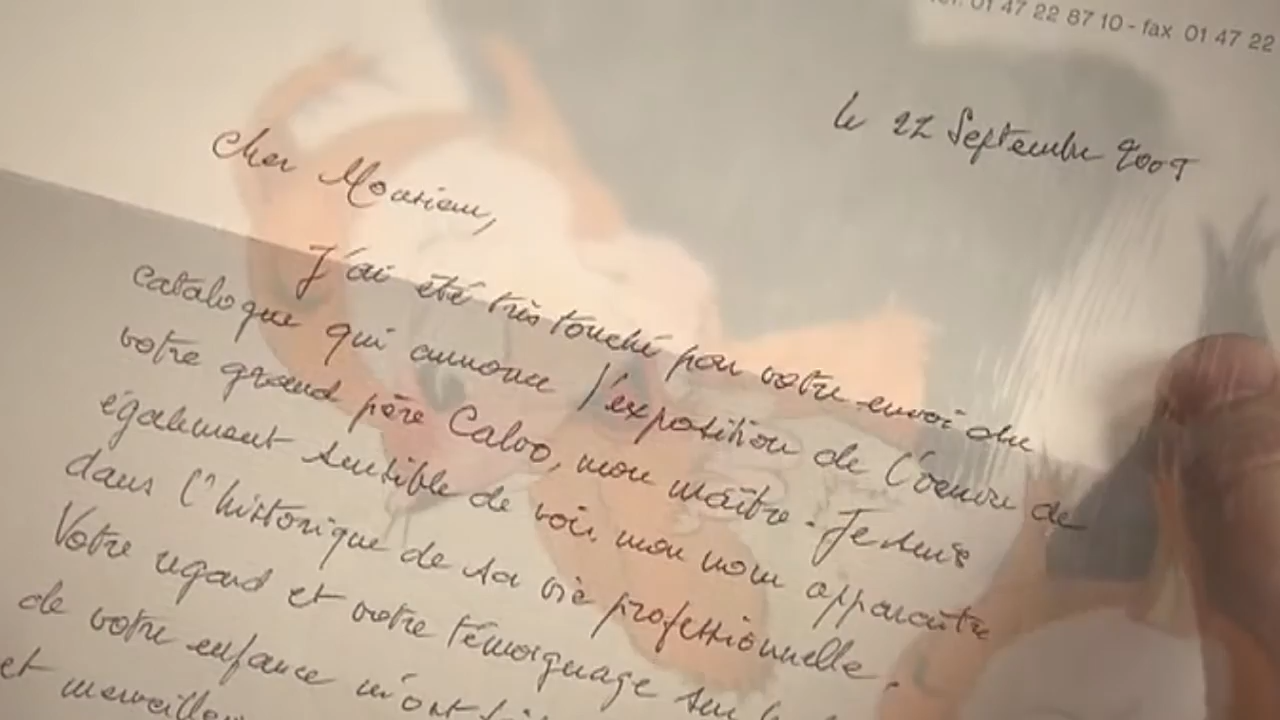 Tel. 01 47 22 87 10 - fax 01 47 22
le 22 Septembre 2009
Cher Monsieur,
J'ai été très touché par votre envoi du
catalogue qui annonce l'exposition de l'oeuvre de
votre grand père Calvo, mon maître. Je suis
également sensible de voir mon nom apparaître
dans l'historique de sa vie professionnelle.
Votre regard et votre témoignage sur
de votre enfance m'ont
et